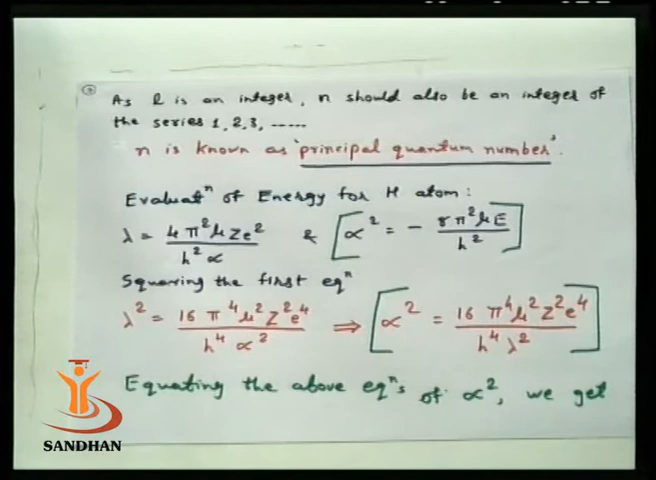 As l is an integer, n should also be an integer of
the series 1,2,3, -----
n is known as 'principal quantum number'.
Evaluatⁿ of Energy for H atom:
λ = 4π²μZe² / h²α & [α² = - 8π²μE / h²]
Squaring the first eqⁿ
λ² = 16π⁴μ²Z²e⁴ / h⁴α² ⇒ [α² = 16π⁴μ²Z²e⁴ / h⁴λ²]
Equating the above eqⁿs of α², we get
SANDHAN